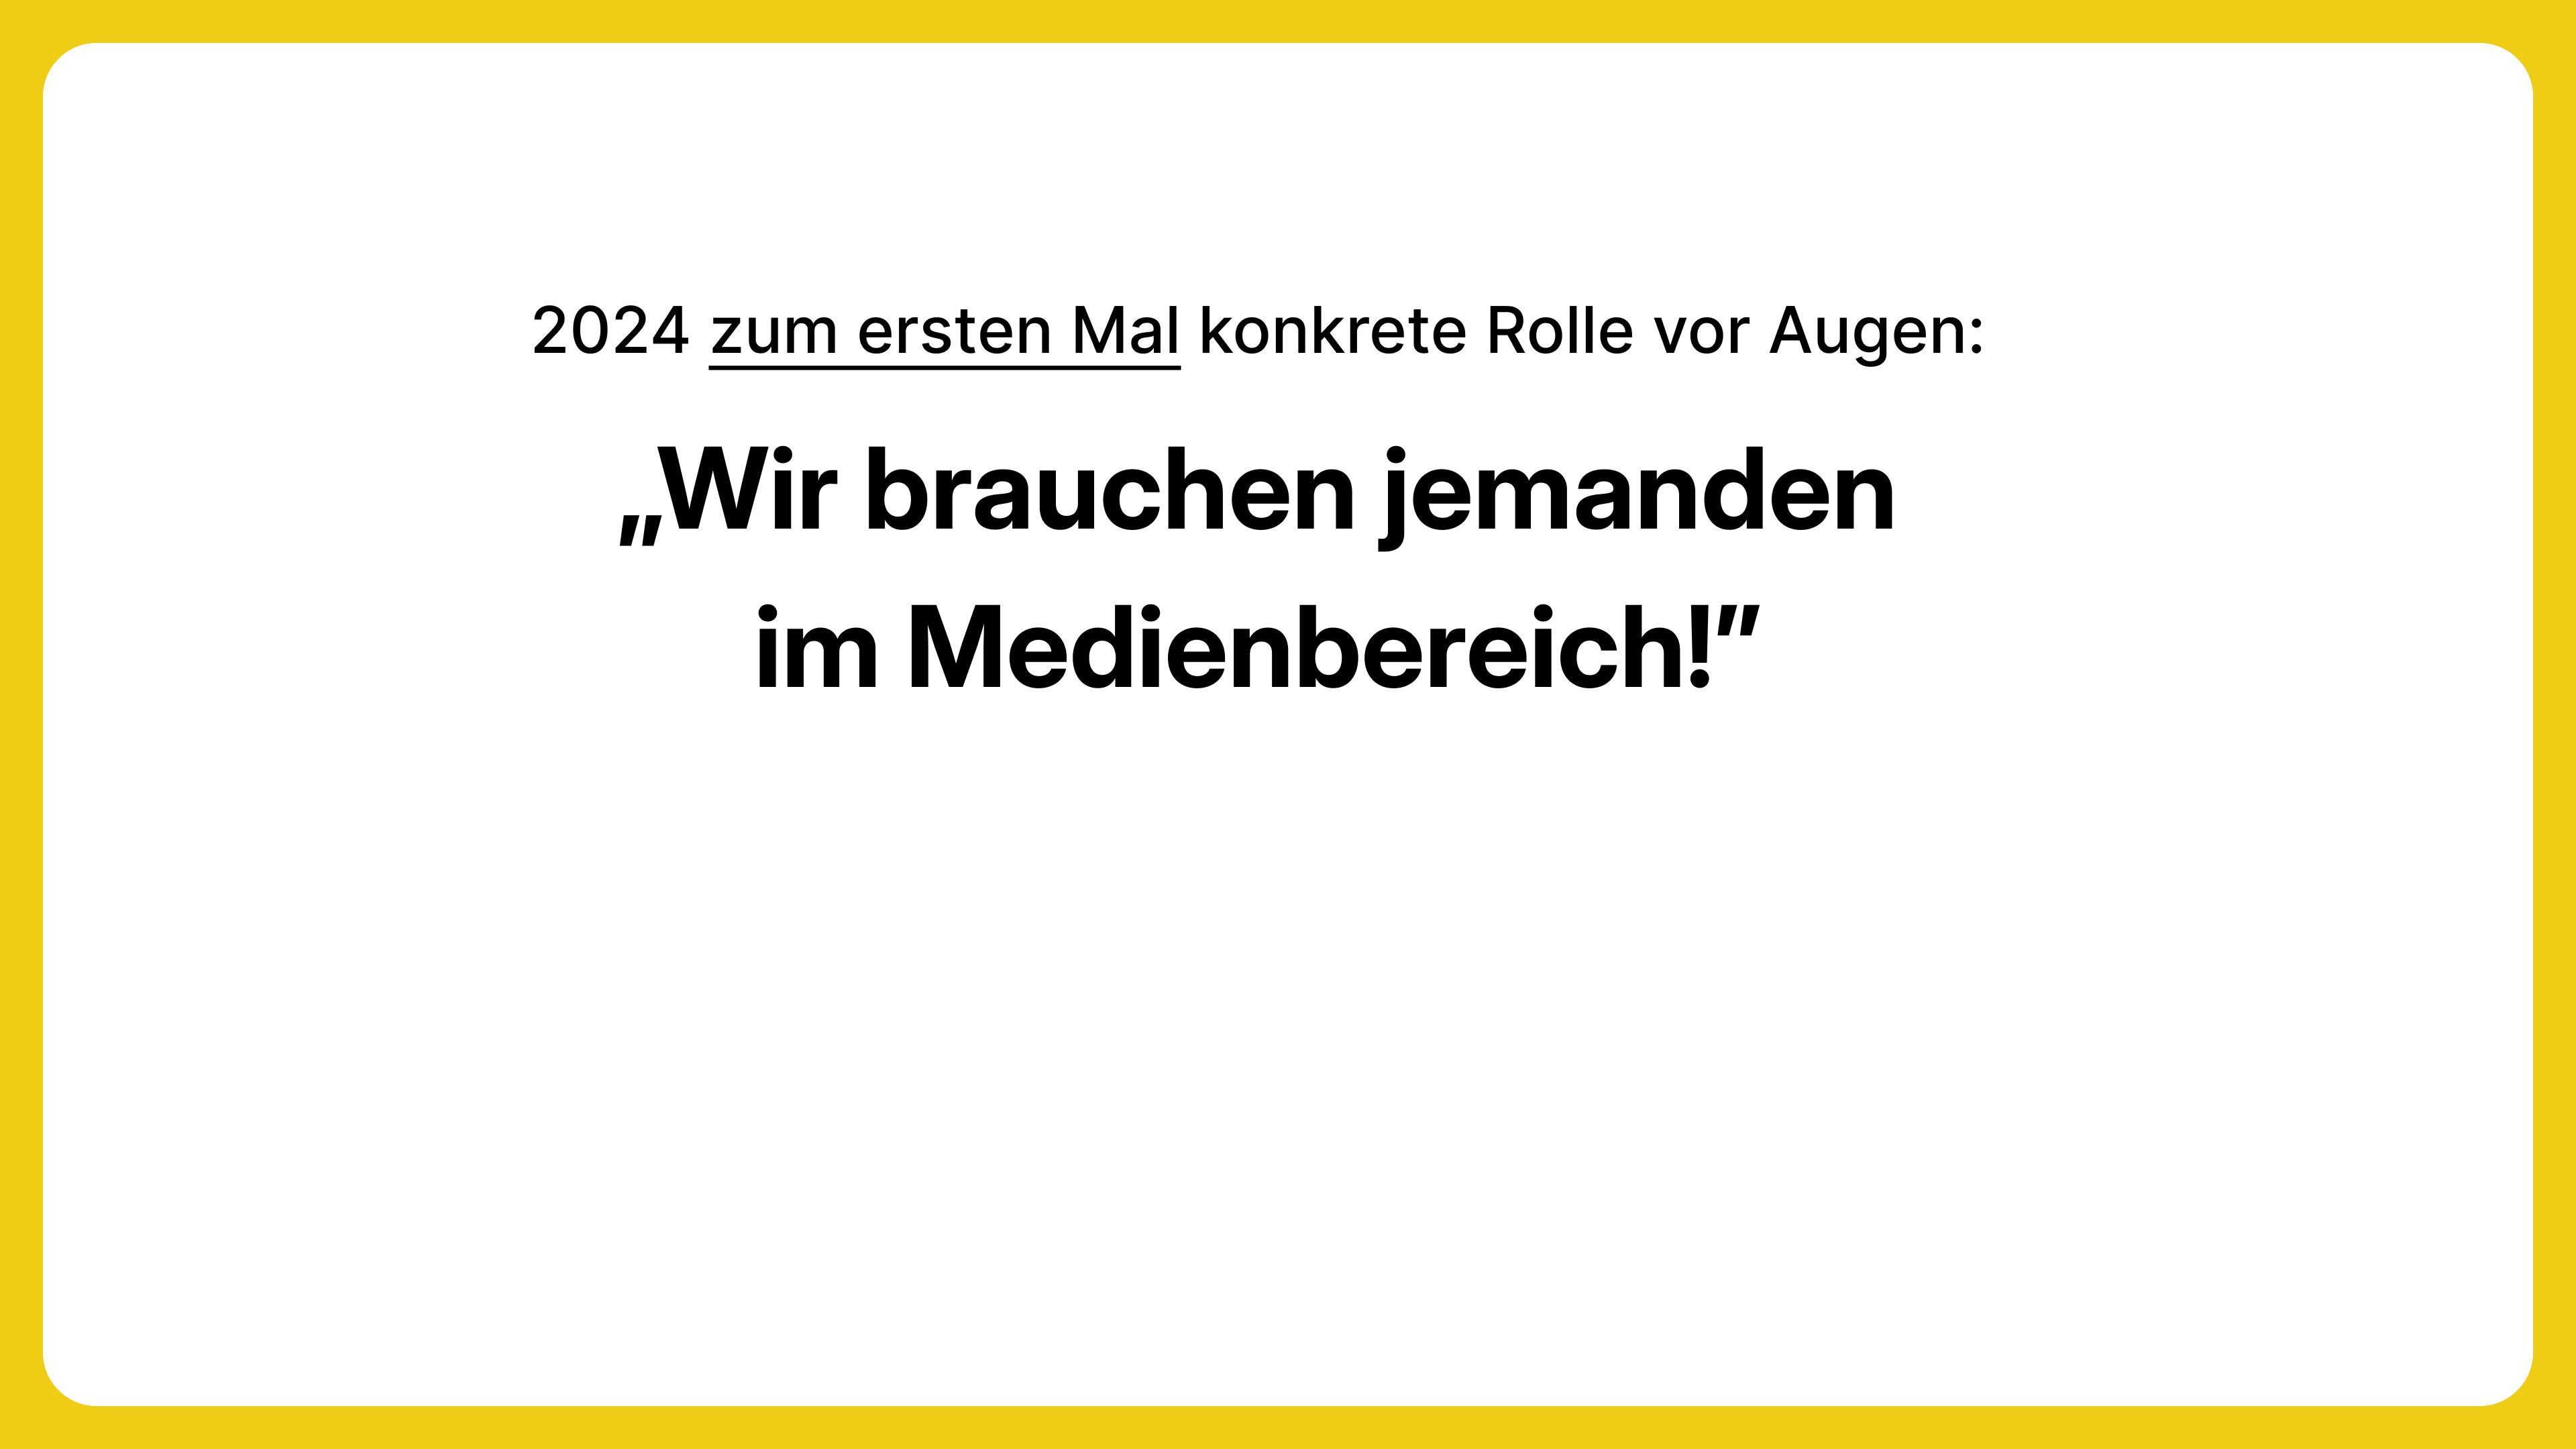 2024 zum ersten Mal konkrete Rolle vor Augen:
„Wir brauchen jemanden
im Medienbereich!”